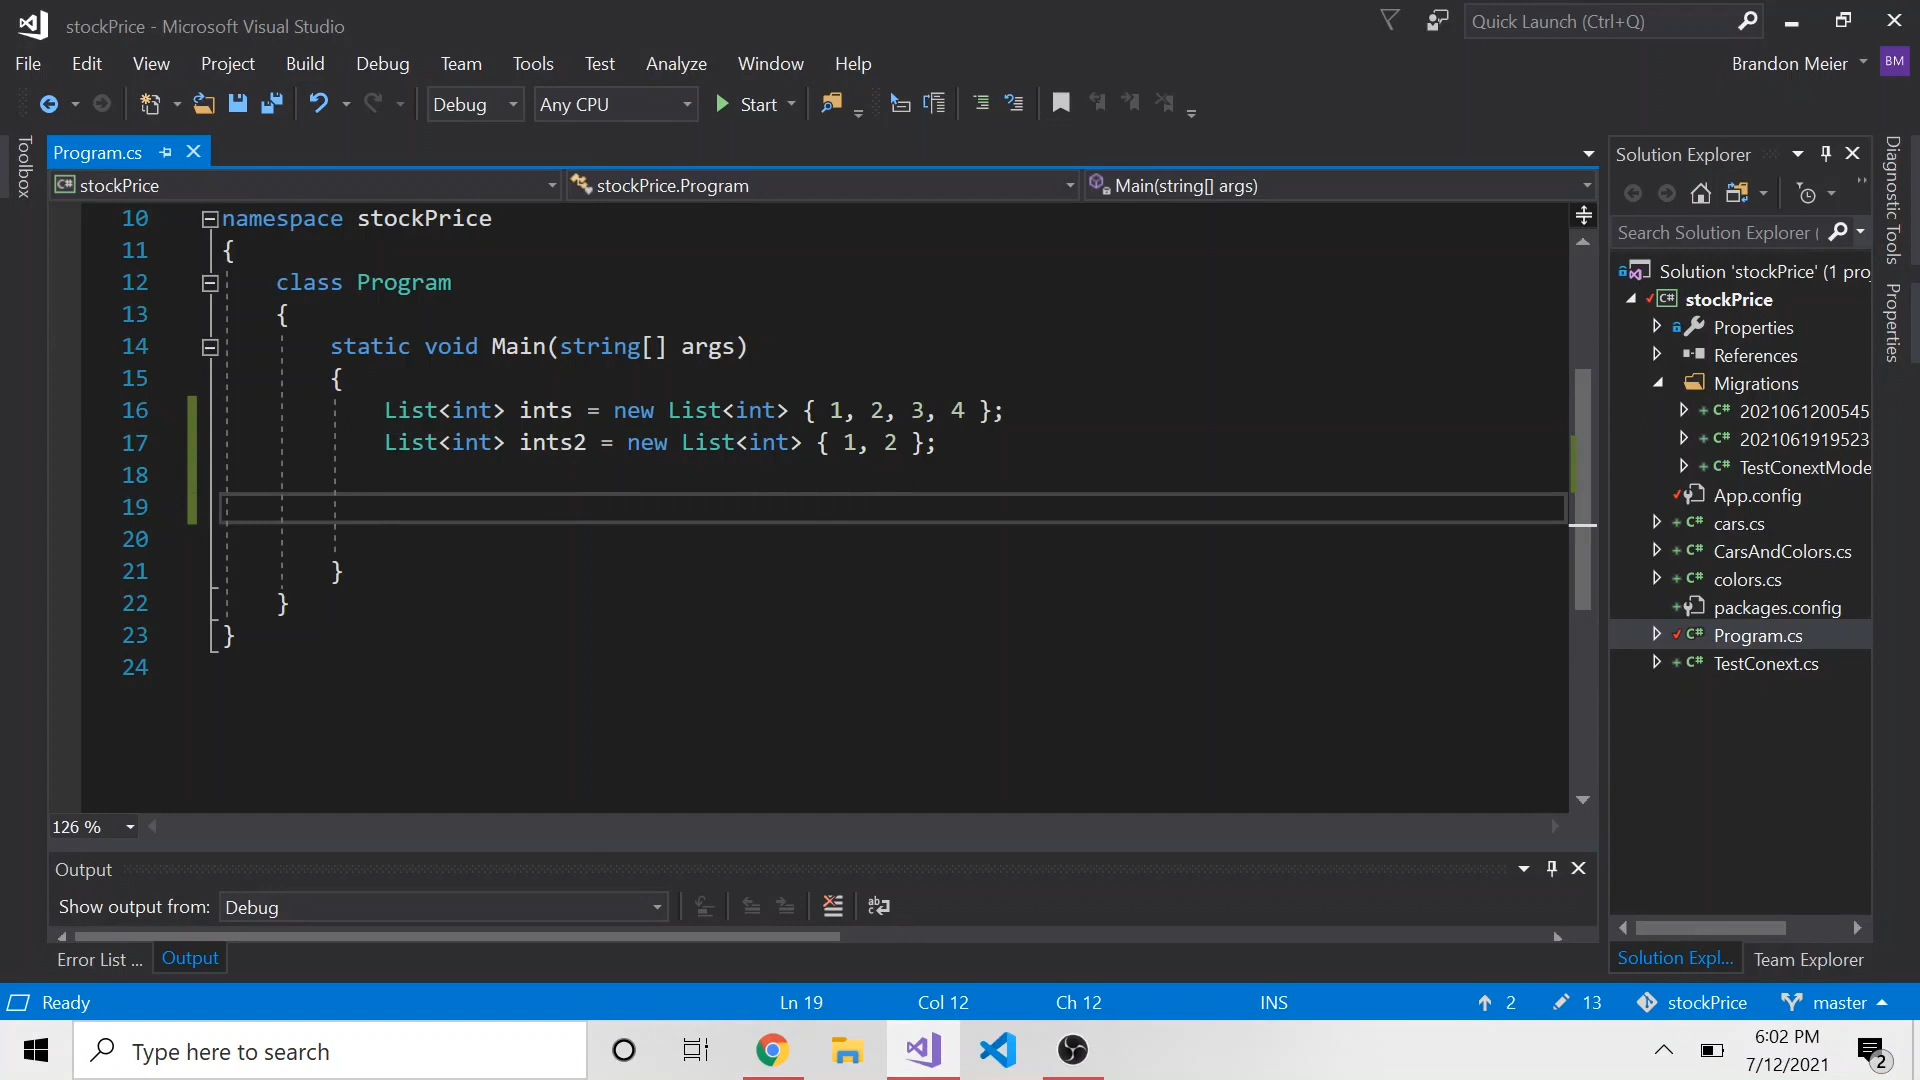 stockPrice - Microsoft Visual Studio
Quick Launch (Ctrl+Q)
File Edit View Project Build Debug Team Tools Test Analyze Window Help
Brandon Meier BM
Debug Any CPU Start
Toolbox
Program.cs
stockPrice stockPrice.Program Main(string[] args)
10 namespace stockPrice
11 {
12 class Program
13 {
14 static void Main(string[] args)
15 {
16 List<int> ints = new List<int> { 1, 2, 3, 4 };
17 List<int> ints2 = new List<int> { 1, 2 };
18
19
20
21 }
22 }
23 }
24
126 %
Output
Show output from: Debug
Error List ... Output
Solution Explorer
Search Solution Explorer (
Solution 'stockPrice' (1 pro
C# stockPrice
Properties
References
Migrations
C# 2021061200545
C# 2021061919523
C# TestConextMode
App.config
C# cars.cs
C# CarsAndColors.cs
C# colors.cs
packages.config
C# Program.cs
C# TestConext.cs
Solution Expl... Team Explorer
Diagnostic Tools
Properties
Ready Ln 19 Col 12 Ch 12 INS 2 13 stockPrice master
Type here to search
6:02 PM
7/12/2021
2